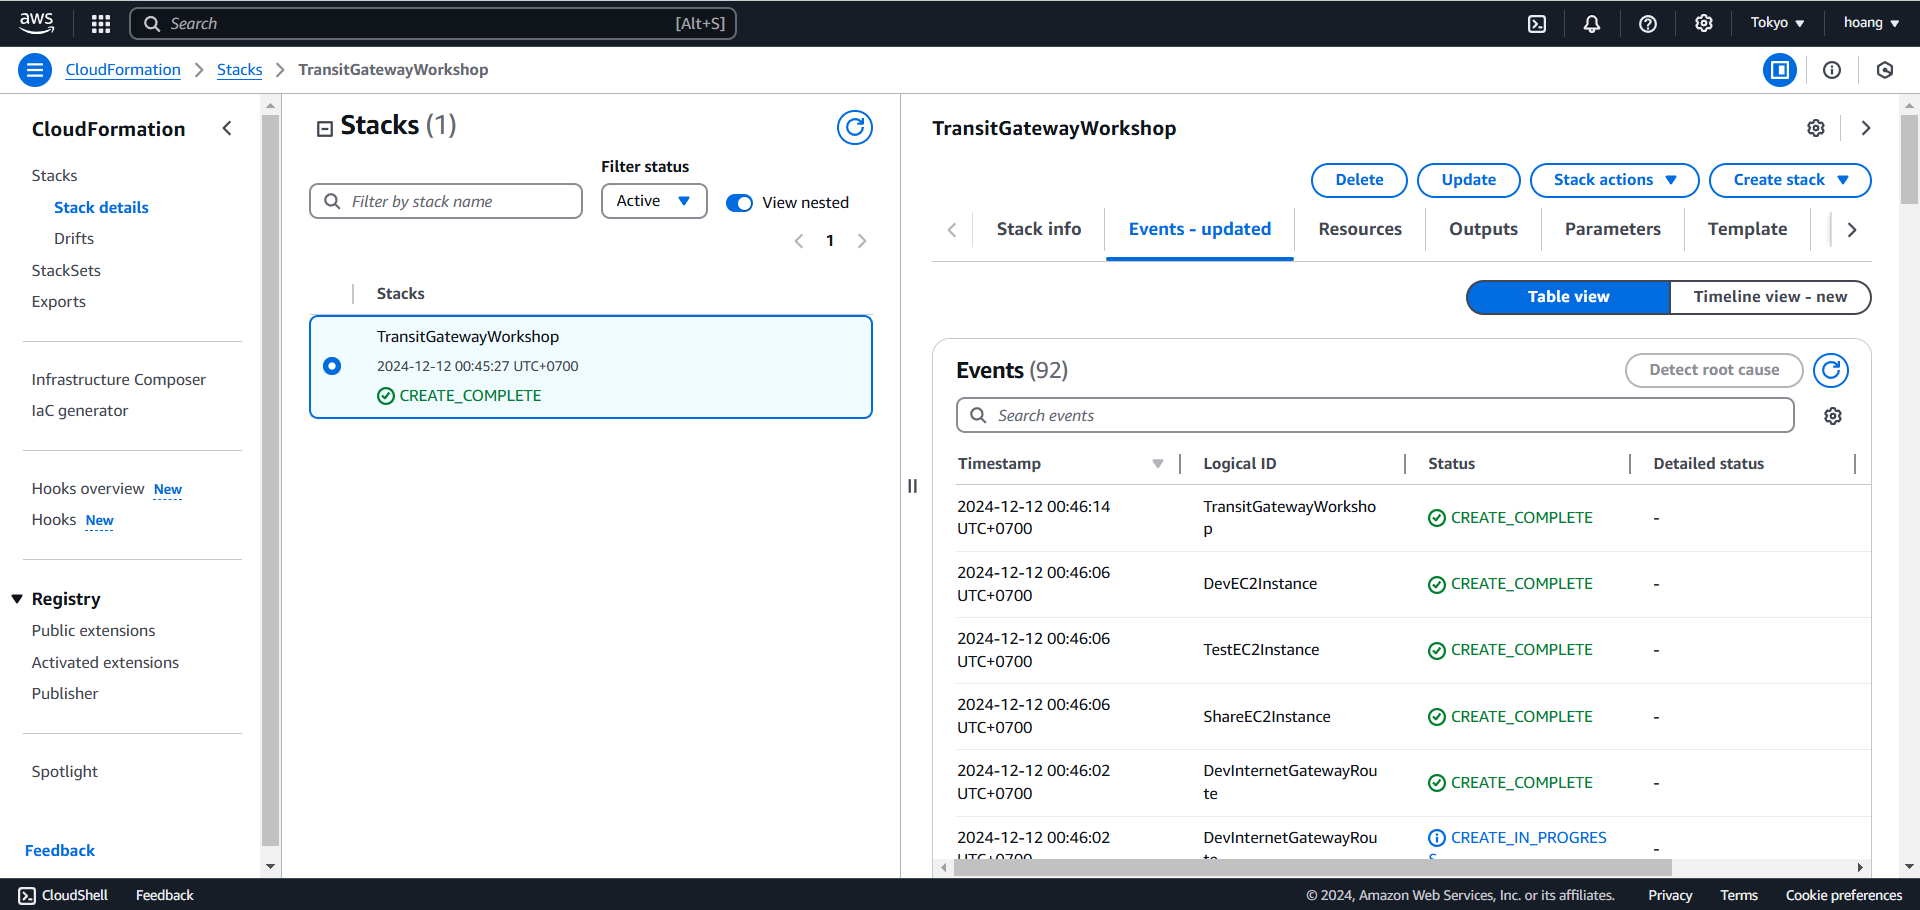 aws
Search
[Alt+S]
Tokyo
hoang
CloudFormation
Stacks
TransitGatewayWorkshop
CloudFormation
Stacks
Stack details
Drifts
StackSets
Exports
Infrastructure Composer
IaC generator
Hooks overview New
Hooks New
Registry
Public extensions
Activated extensions
Publisher
Spotlight
Feedback
Stacks (1)
Filter status
Filter by stack name
Active
View nested
1
Stacks
TransitGatewayWorkshop
2024-12-12 00:45:27 UTC+0700
CREATE_COMPLETE
TransitGatewayWorkshop
Delete
Update
Stack actions
Create stack
Stack info
Events - updated
Resources
Outputs
Parameters
Template
Table view
Timeline view - new
Events (92)
Detect root cause
Search events
Timestamp
Logical ID
Status
Detailed status
2024-12-12 00:46:14
UTC+0700
TransitGatewayWorksho
p
CREATE_COMPLETE
-
2024-12-12 00:46:06
UTC+0700
DevEC2Instance
CREATE_COMPLETE
-
2024-12-12 00:46:06
UTC+0700
TestEC2Instance
CREATE_COMPLETE
-
2024-12-12 00:46:06
UTC+0700
ShareEC2Instance
CREATE_COMPLETE
-
2024-12-12 00:46:02
UTC+0700
DevInternetGatewayRou
te
CREATE_COMPLETE
-
2024-12-12 00:46:02
UTC+0700
DevInternetGatewayRou
te
CREATE_IN_PROGRES
S
-
CloudShell
Feedback
© 2024, Amazon Web Services, Inc. or its affiliates.
Privacy
Terms
Cookie preferences